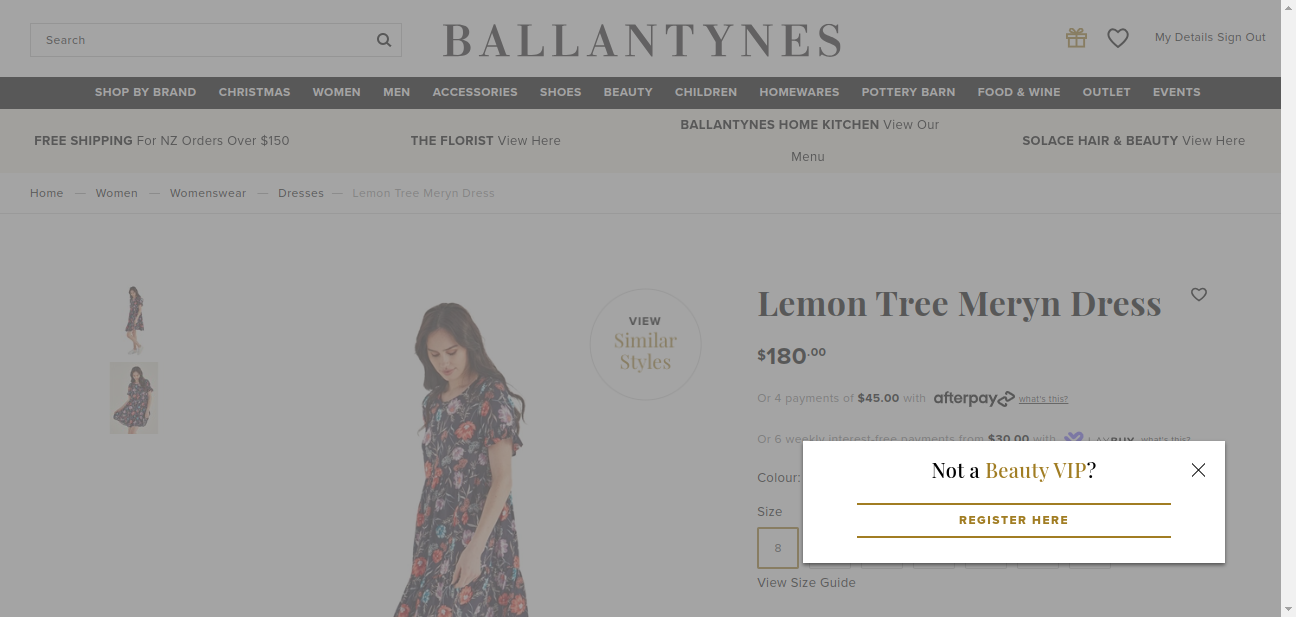 Search
BALLANTYNES
My Details Sign Out
SHOP BY BRAND CHRISTMAS WOMEN MEN ACCESSORIES SHOES BEAUTY CHILDREN HOMEWARES POTTERY BARN FOOD & WINE OUTLET EVENTS
FREE SHIPPING For NZ Orders Over $150
THE FLORIST View Here
BALLANTYNES HOME KITCHEN View Our
Menu
SOLACE HAIR & BEAUTY View Here
Home — Women — Womenswear — Dresses — Lemon Tree Meryn Dress
VIEW
Similar
Styles
Lemon Tree Meryn Dress
$180.00
Or 4 payments of $45.00 with afterpay what's this?
Or 6 weekly interest-free payments from $30.00 with LAYBUY what's this?
Colour:
Size
8
View Size Guide
Not a Beauty VIP?
REGISTER HERE